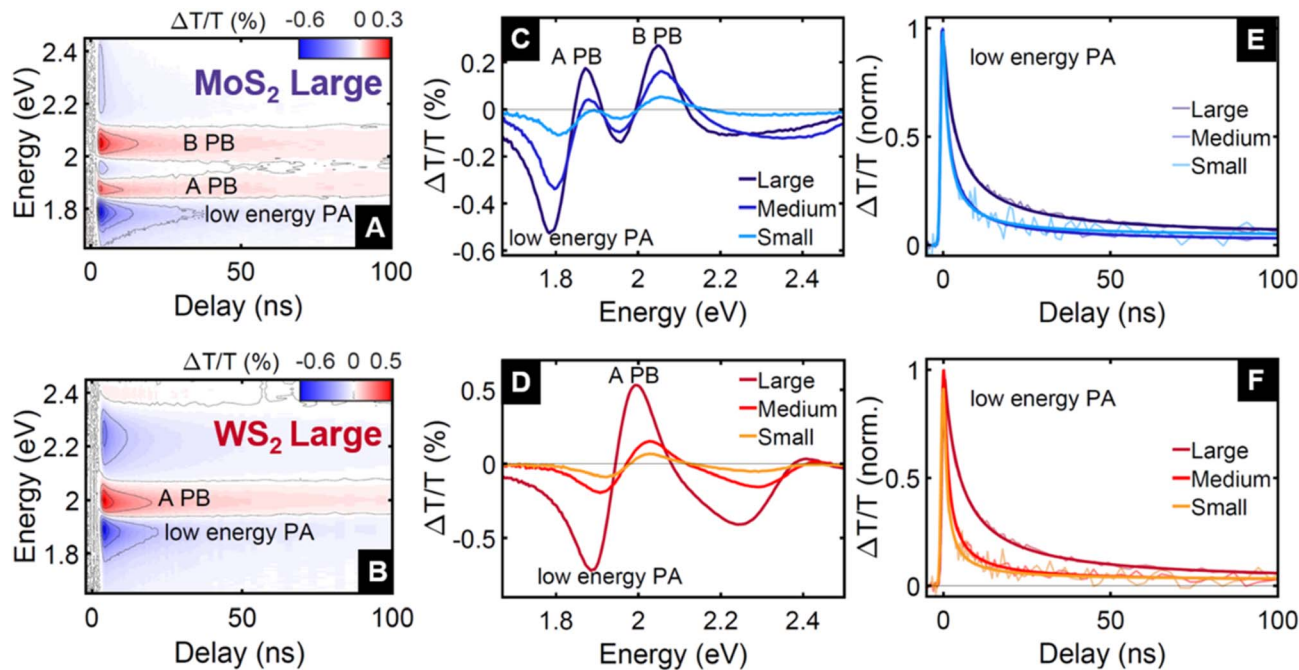 ΔT/T (%) -0.6 0 0.3
Energy (eV)
2.4
2.2
2
1.8
MoS₂ Large
B PB
A PB
low energy PA
A
0 50 100
Delay (ns)
C
A PB
B PB
ΔT/T (%)
0.2
0
-0.2
-0.4
-0.6
Large
Medium
Small
low energy PA
1.8 2 2.2 2.4
Energy (eV)
E
low energy PA
ΔT/T (norm.)
1
0.5
0
Large
Medium
Small
0 50 100
Delay (ns)
ΔT/T (%) -0.6 0 0.5
Energy (eV)
2.4
2.2
2
1.8
WS₂ Large
A PB
low energy PA
B
0 50 100
Delay (ns)
D
A PB
ΔT/T (%)
0.5
0
-0.5
Large
Medium
Small
low energy PA
1.8 2 2.2 2.4
Energy (eV)
F
low energy PA
ΔT/T (norm.)
1
0.5
0
Large
Medium
Small
0 50 100
Delay (ns)